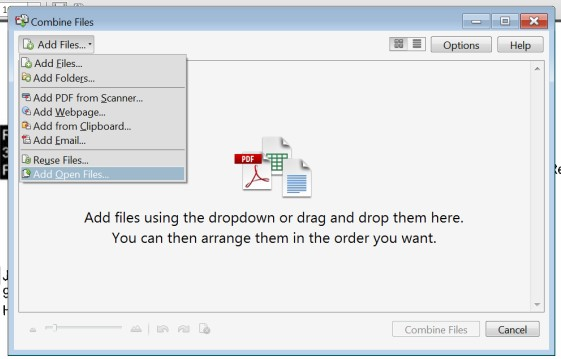 Combine Files
Add Files...
Options
Help
Add Files...
Add Folders...
Add PDF from Scanner...
Add Webpage...
Add from Clipboard...
Add Email...
Reuse Files...
Add Open Files...
PDF
Add files using the dropdown or drag and drop them here.
You can then arrange them in the order you want.
Combine Files
Cancel